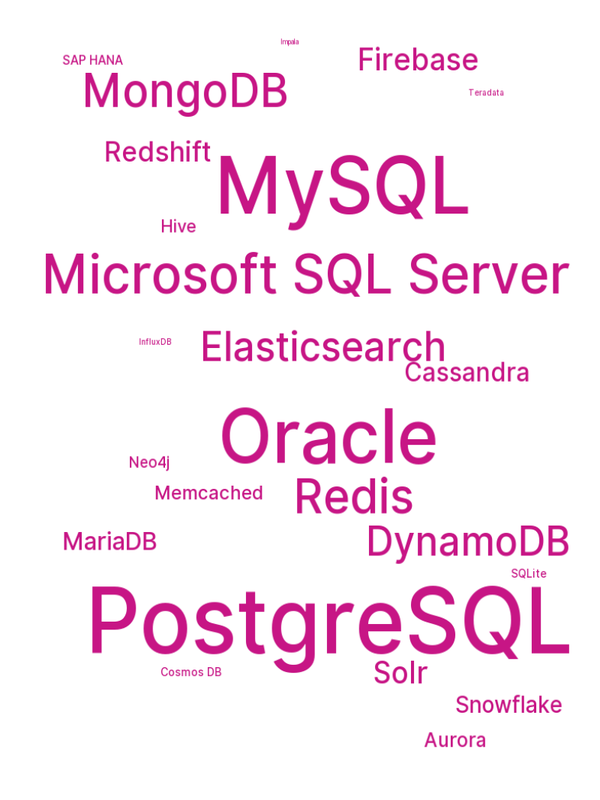 Impala
Firebase
SAP HANA
MongoDB
Teradata
Redshift
MySQL
Hive
Microsoft SQL Server
InfluxDB
Elasticsearch
Cassandra
Oracle
Neo4j
Memcached
Redis
MariaDB
DynamoDB
SQLite
PostgreSQL
Cosmos DB
Solr
Snowflake
Aurora